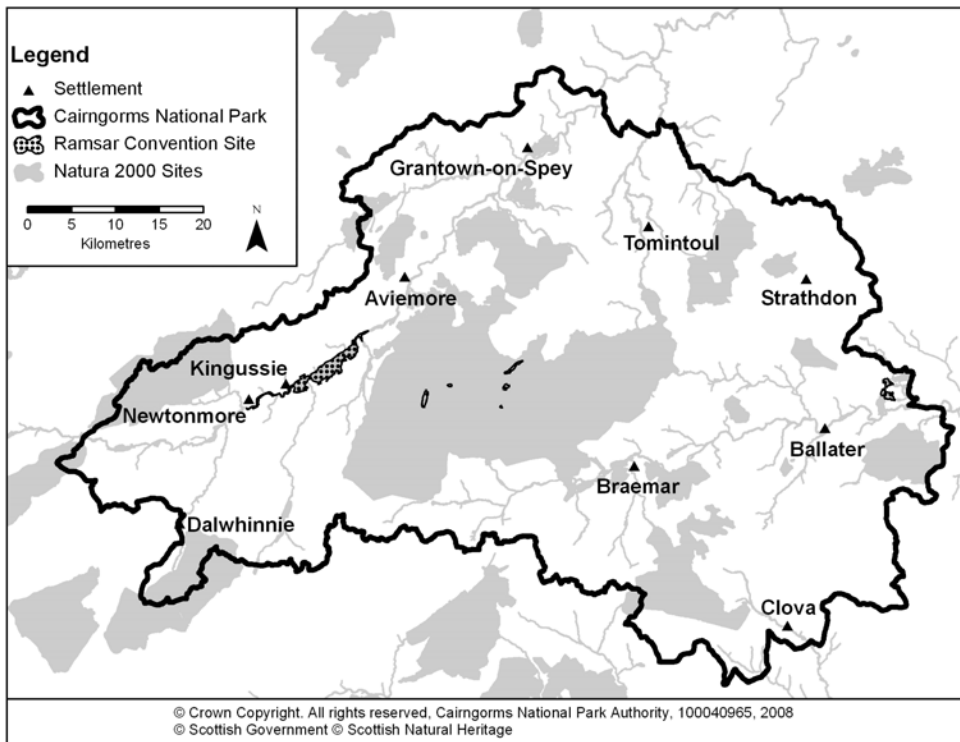 Legend
Settlement
Cairngorms National Park
Ramsar Convention Site
Natura 2000 Sites
0 5 10 15 20
Kilometres
N
Grantown-on-Spey
Tomintoul
Aviemore
Strathdon
Kingussie
Newtonmore
Ballater
Braemar
Dalwhinnie
Clova
© Crown Copyright. All rights reserved, Cairngorms National Park Authority, 100040965, 2008
© Scottish Government © Scottish Natural Heritage